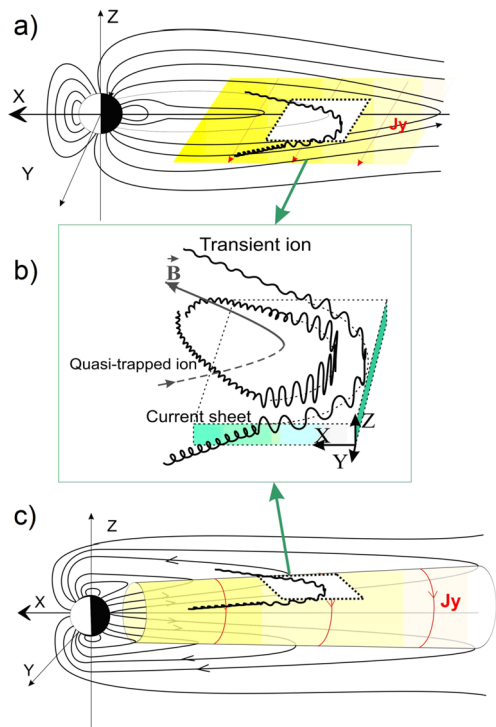 a)
Z
X
Y
Jy
b)
Transient ion
B
Quasi-trapped ion
Current sheet
X
Z
Y
c)
Z
X
Y
Jy